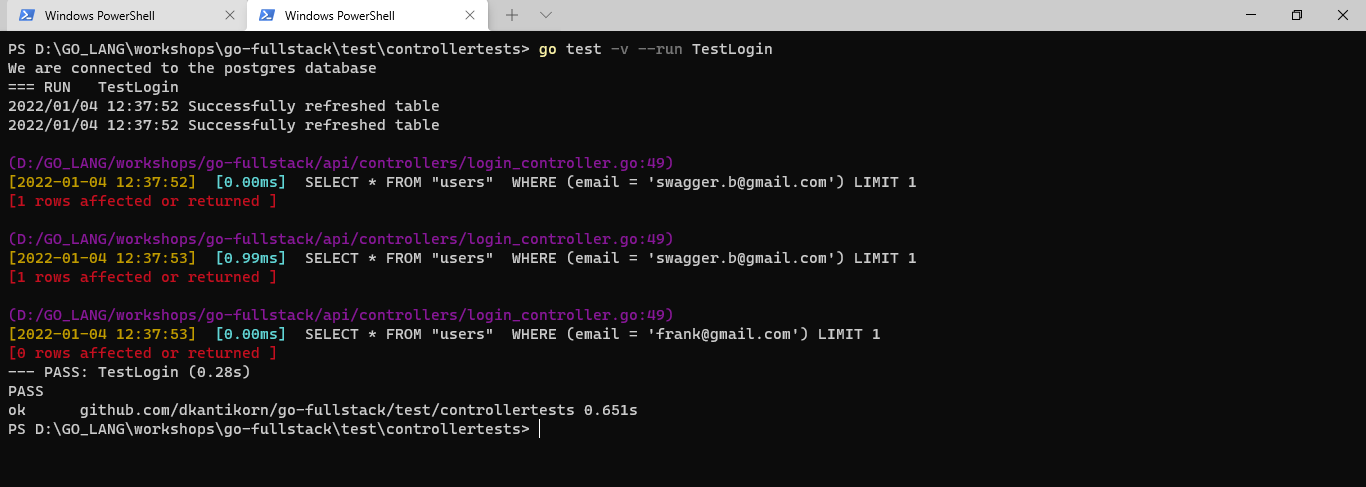 Windows PowerShell
Windows PowerShell
PS D:\GO_LANG\workshops\go-fullstack\test\controllertests> go test -v --run TestLogin
We are connected to the postgres database
=== RUN   TestLogin
2022/01/04 12:37:52 Successfully refreshed table
2022/01/04 12:37:52 Successfully refreshed table
(D:/GO_LANG/workshops/go-fullstack/api/controllers/login_controller.go:49)
[2022-01-04 12:37:52]  [0.00ms]  SELECT * FROM "users"  WHERE (email = 'swagger.b@gmail.com') LIMIT 1
[1 rows affected or returned ]
(D:/GO_LANG/workshops/go-fullstack/api/controllers/login_controller.go:49)
[2022-01-04 12:37:53]  [0.99ms]  SELECT * FROM "users"  WHERE (email = 'swagger.b@gmail.com') LIMIT 1
[1 rows affected or returned ]
(D:/GO_LANG/workshops/go-fullstack/api/controllers/login_controller.go:49)
[2022-01-04 12:37:53]  [0.00ms]  SELECT * FROM "users"  WHERE (email = 'frank@gmail.com') LIMIT 1
[0 rows affected or returned ]
--- PASS: TestLogin (0.28s)
PASS
ok      github.com/dkantikorn/go-fullstack/test/controllertests 0.651s
PS D:\GO_LANG\workshops\go-fullstack\test\controllertests>